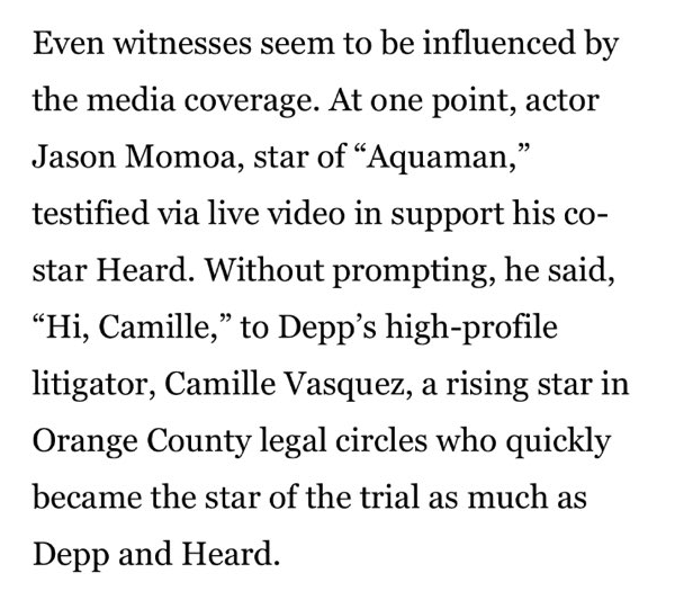 Even witnesses seem to be influenced by
the media coverage. At one point, actor
Jason Momoa, star of “Aquaman,”
testified via live video in support his co-
star Heard. Without prompting, he said,
“Hi, Camille,” to Depp’s high-profile
litigator, Camille Vasquez, a rising star in
Orange County legal circles who quickly
became the star of the trial as much as
Depp and Heard.